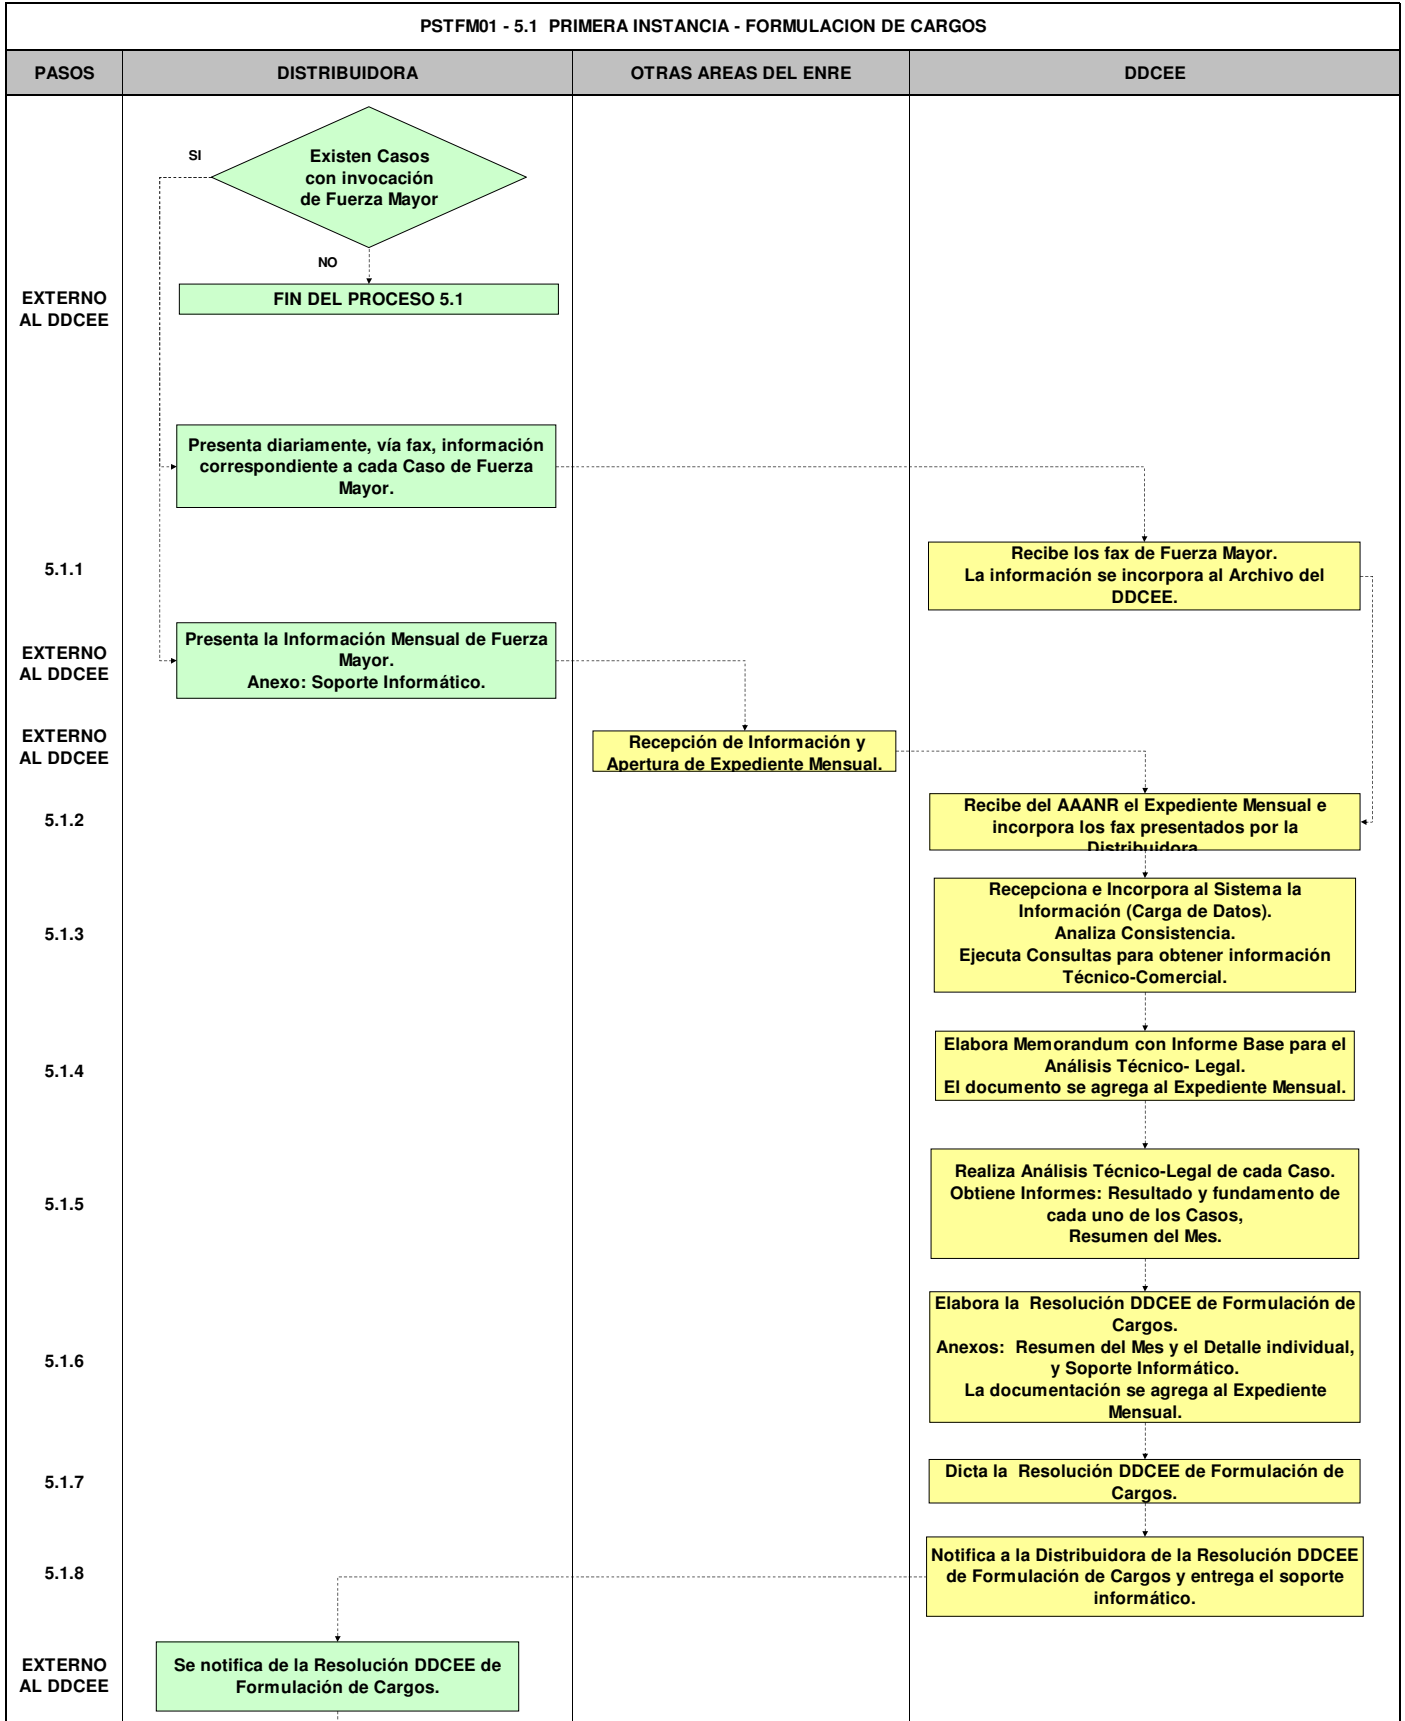 PSTFM01 - 5.1 PRIMERA INSTANCIA - FORMULACION DE CARGOS
PASOS
DISTRIBUIDORA
OTRAS AREAS DEL ENRE
DDCEE
SI
Existen Casos
con invocación
de Fuerza Mayor
NO
EXTERNO
AL DDCEE
FIN DEL PROCESO 5.1
Presenta diariamente, vía fax, información
correspondiente a cada Caso de Fuerza
Mayor.
5.1.1
Recibe los fax de Fuerza Mayor.
La información se incorpora al Archivo del
DDCEE.
EXTERNO
AL DDCEE
Presenta la Información Mensual de Fuerza
Mayor.
Anexo: Soporte Informático.
EXTERNO
AL DDCEE
Recepción de Información y
Apertura de Expediente Mensual.
5.1.2
Recibe del AAANR el Expediente Mensual e
incorpora los fax presentados por la
Distribuidora
5.1.3
Recepciona e Incorpora al Sistema la
Información (Carga de Datos).
Analiza Consistencia.
Ejecuta Consultas para obtener información
Técnico-Comercial.
5.1.4
Elabora Memorandum con Informe Base para el
Análisis Técnico- Legal.
El documento se agrega al Expediente Mensual.
5.1.5
Realiza Análisis Técnico-Legal de cada Caso.
Obtiene Informes: Resultado y fundamento de
cada uno de los Casos,
Resumen del Mes.
5.1.6
Elabora la Resolución DDCEE de Formulación de
Cargos.
Anexos: Resumen del Mes y el Detalle individual,
y Soporte Informático.
La documentación se agrega al Expediente
Mensual.
5.1.7
Dicta la Resolución DDCEE de Formulación de
Cargos.
5.1.8
Notifica a la Distribuidora de la Resolución DDCEE
de Formulación de Cargos y entrega el soporte
informático.
EXTERNO
AL DDCEE
Se notifica de la Resolución DDCEE de
Formulación de Cargos.